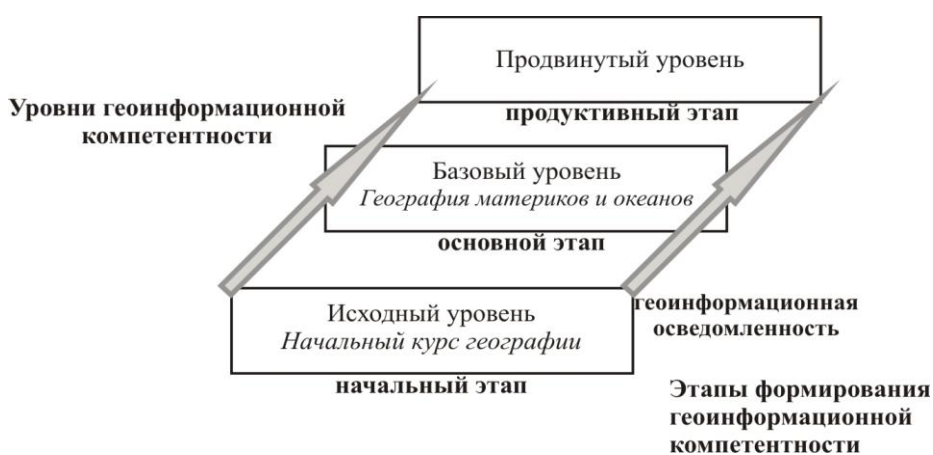 Продвинутый уровень
Уровни геоинформационной
компетентности
продуктивный этап
Базовый уровень
География материков и океанов
основной этап
Исходный уровень
Начальный курс географии
начальный этап
геоинформационная
осведомленность
Этапы формирования
геоинформационной
компетентности